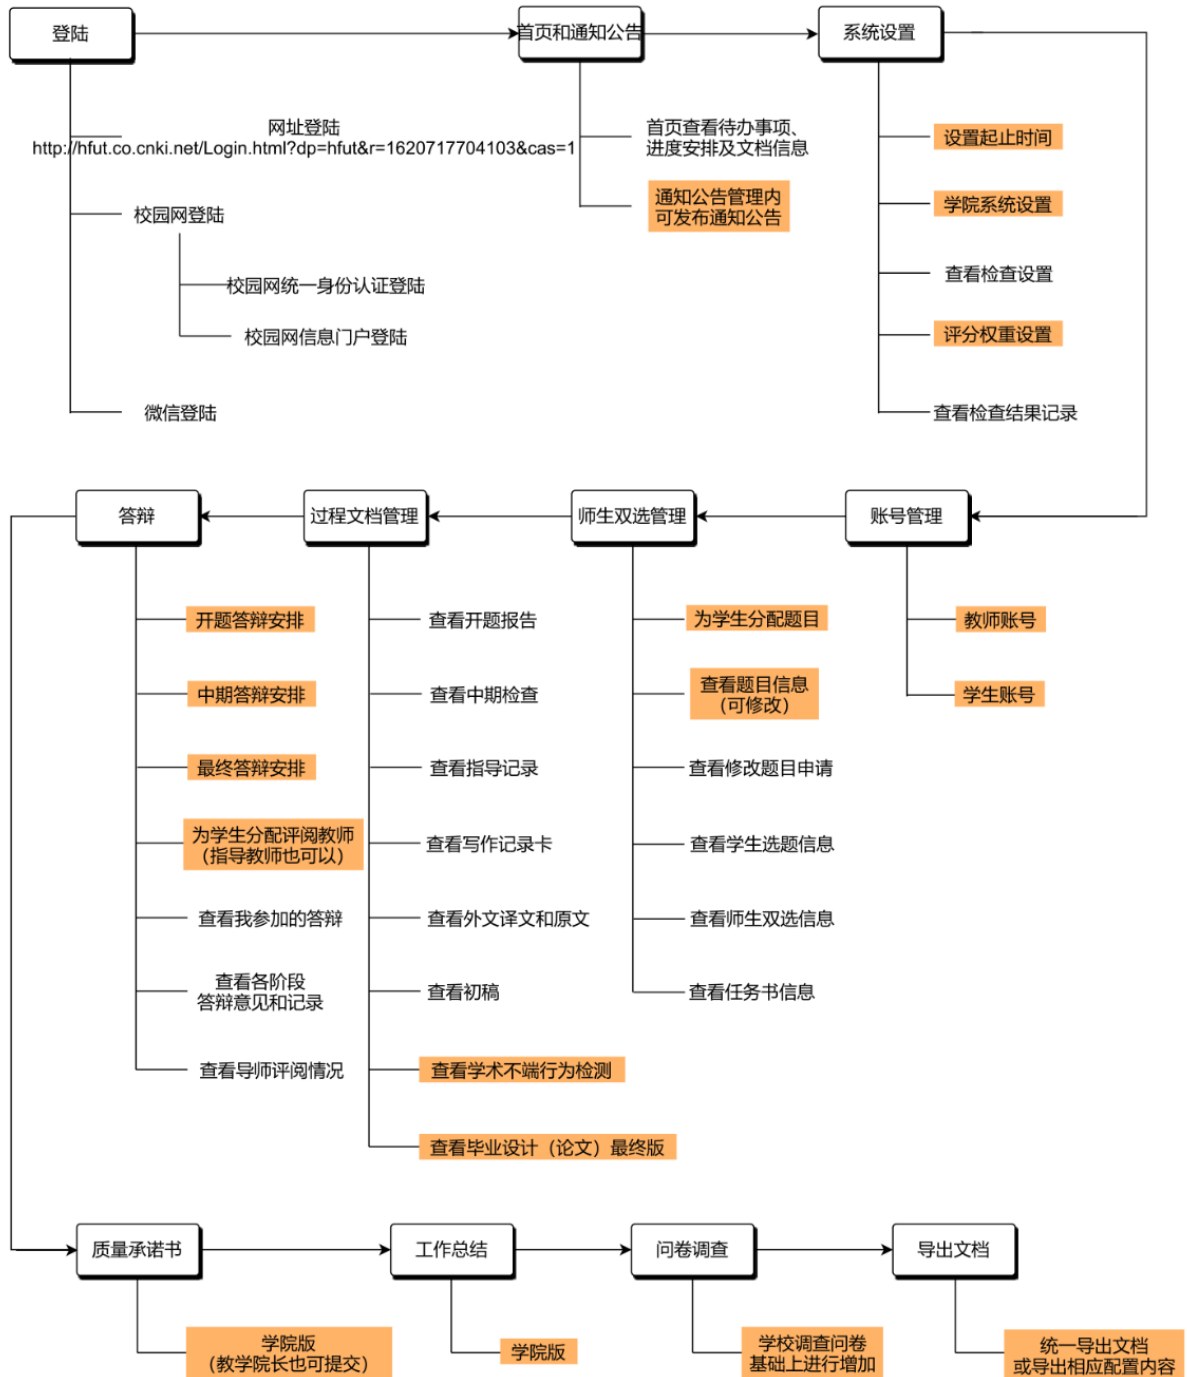 登陆
首页和通知公告
系统设置
网址登陆
http://hfut.co.cnki.net/Login.html?dp=hfut&r=1620717704103&cas=1
校园网登陆
校园网统一身份认证登陆
校园网信息门户登陆
微信登陆
首页查看待办事项、
进度安排及文档信息
通知公告管理内
可发布通知公告
设置起止时间
学院系统设置
查看检查设置
评分权重设置
查看检查结果记录
答辩
过程文档管理
师生双选管理
账号管理
开题答辩安排
中期答辩安排
最终答辩安排
为学生分配评阅教师
（指导教师也可以）
查看我参加的答辩
查看各阶段
答辩意见和记录
查看导师评阅情况
查看开题报告
查看中期检查
查看指导记录
查看写作记录卡
查看外文译文和原文
查看初稿
查看学术不端行为检测
查看毕业设计（论文）最终版
为学生分配题目
查看题目信息
（可修改）
查看修改题目申请
查看学生选题信息
查看师生双选信息
查看任务书信息
教师账号
学生账号
质量承诺书
工作总结
问卷调查
导出文档
学院版
（教学院长也可提交）
学院版
学校调查问卷
基础上进行增加
统一导出文档
或导出相应配置内容